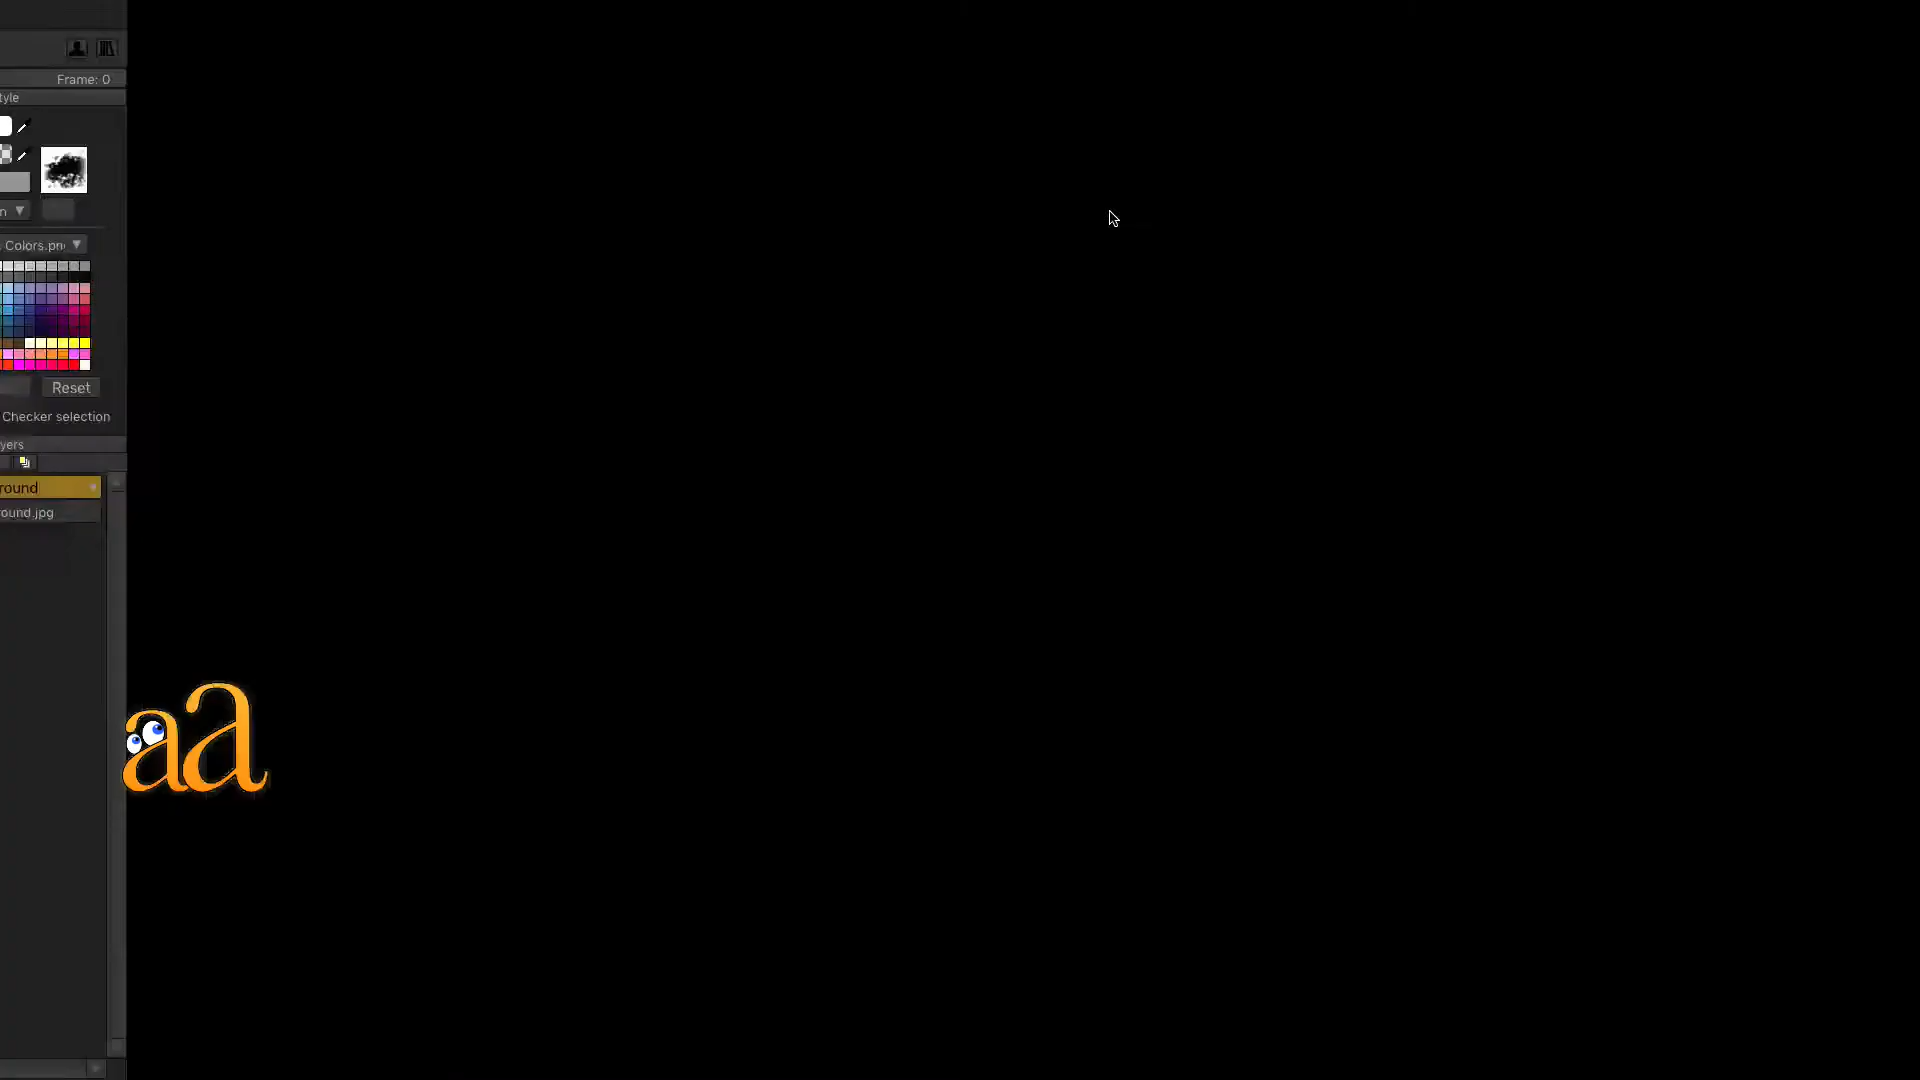 Frame: 0
tyle
n
Colors.pn
Reset
Checker selection
yers
round
ound.jpg
aa